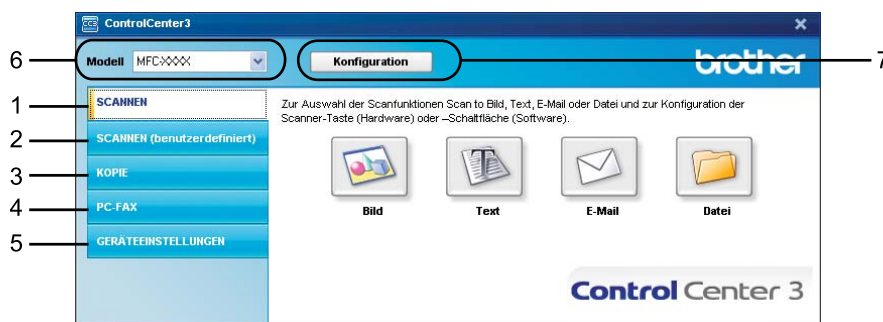 ControlCenter3
6
Modell MFC-XXXX
Konfiguration
brother
7
1
SCANNEN
Zur Auswahl der Scanfunktionen Scan to Bild, Text, E-Mail oder Datei und zur Konfiguration der
Scanner-Taste (Hardware) oder –Schaltfläche (Software).
2
SCANNEN (benutzerdefiniert)
3
KOPIE
4
PC-FAX
5
GERÄTEEINSTELLUNGEN
Bild
Text
E-Mail
Datei
Control Center 3